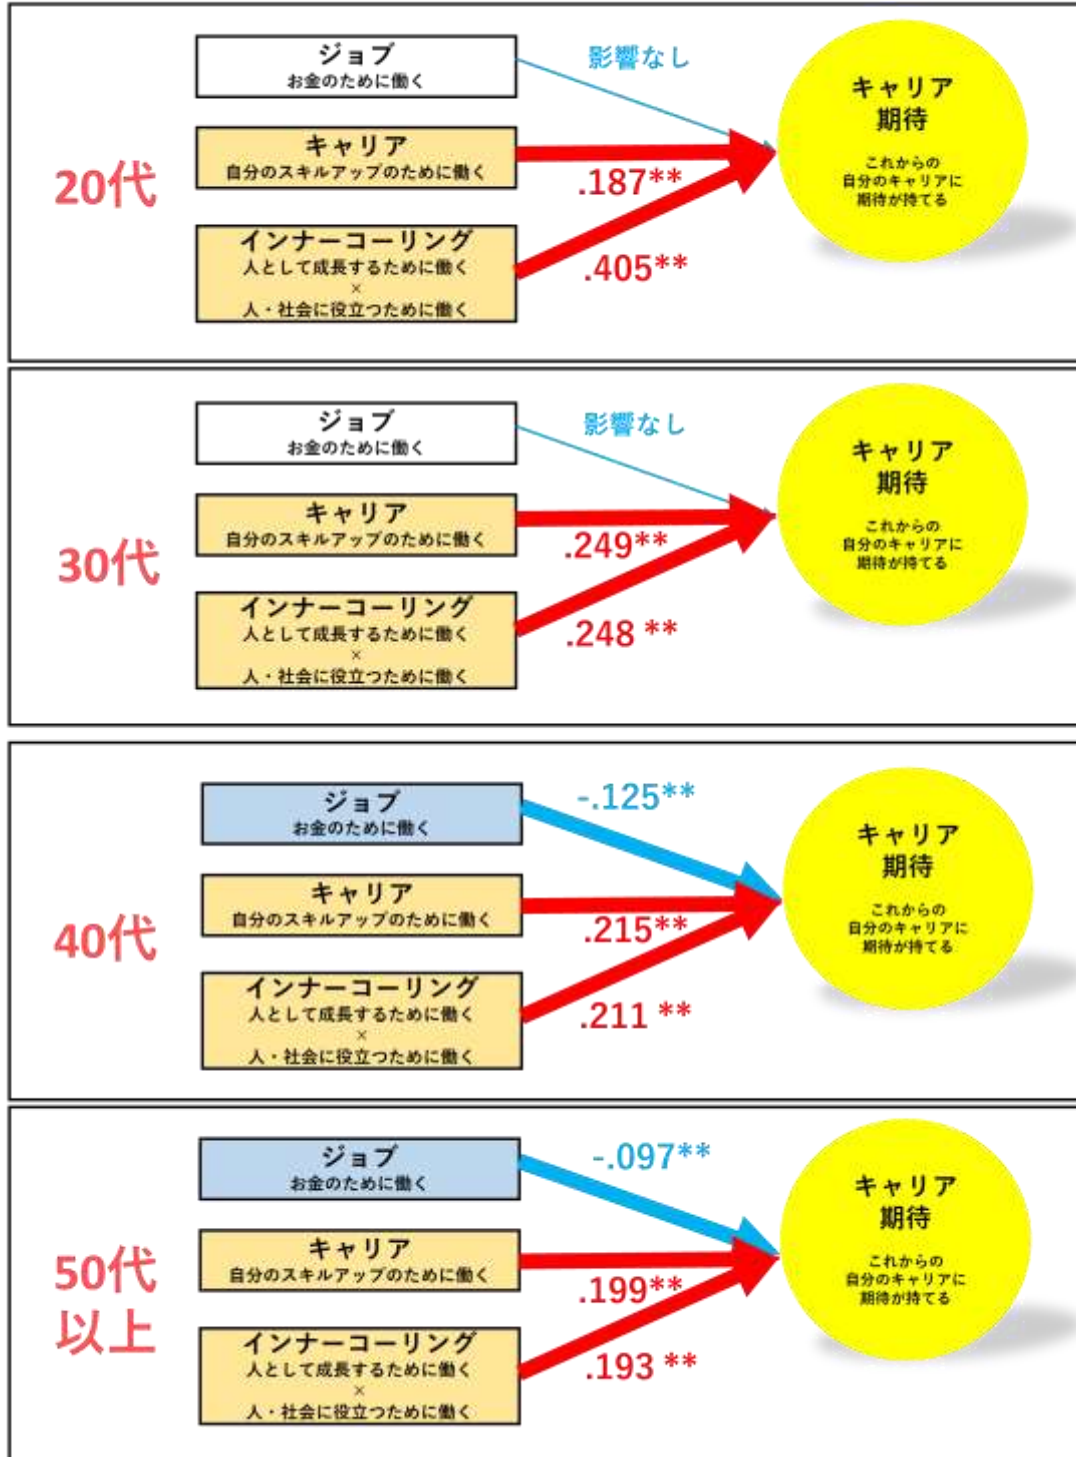 20代
ジョブ
お金のために働く
キャリア
自分のスキルアップのために働く
インナーコーリング
人として成長するために働く
×
人・社会に役立つために働く
影響なし
.187**
.405**
キャリア
期待
これからの
自分のキャリアに
期待が持てる
30代
ジョブ
お金のために働く
キャリア
自分のスキルアップのために働く
インナーコーリング
人として成長するために働く
×
人・社会に役立つために働く
影響なし
.249**
.248 **
キャリア
期待
これからの
自分のキャリアに
期待が持てる
40代
ジョブ
お金のために働く
キャリア
自分のスキルアップのために働く
インナーコーリング
人として成長するために働く
×
人・社会に役立つために働く
-.125**
.215**
.211 **
キャリア
期待
これからの
自分のキャリアに
期待が持てる
50代
以上
ジョブ
お金のために働く
キャリア
自分のスキルアップのために働く
インナーコーリング
人として成長するために働く
×
人・社会に役立つために働く
-.097**
.199**
.193 **
キャリア
期待
これからの
自分のキャリアに
期待が持てる